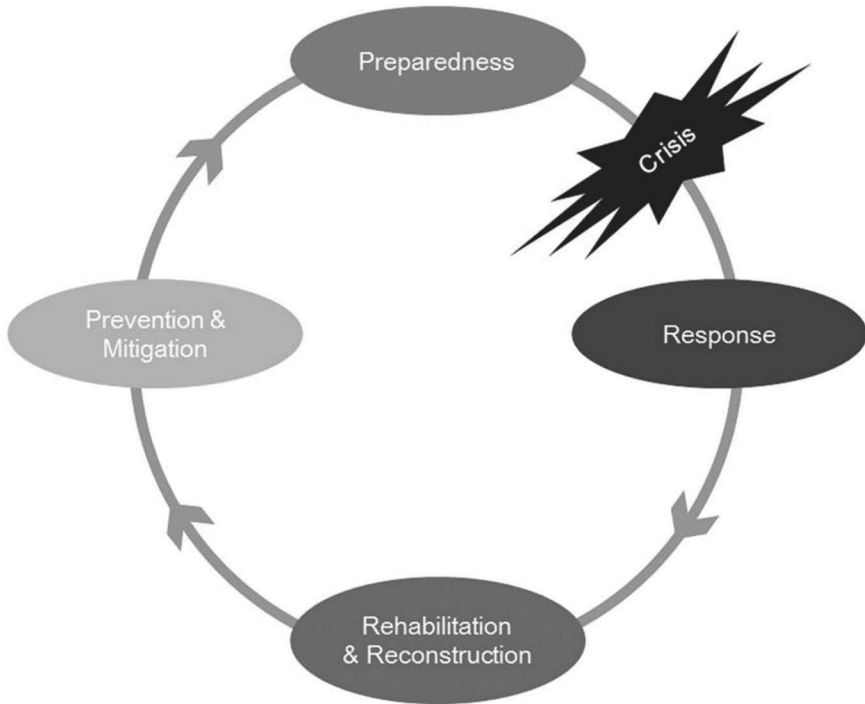 Preparedness
Crisis
Prevention &
Mitigation
Response
Rehabilitation
& Reconstruction